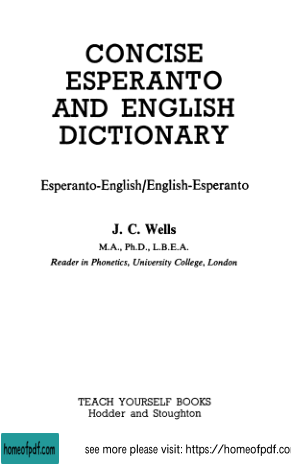 CONCISE
ESPERANTO
AND ENGLISH
DICTIONARY
Esperanto-English/English-Esperanto
J. C. Wells
M.A., Ph.D., L.B.E.A.
Reader in Phonetics, University College, London
TEACH YOURSELF BOOKS
Hodder and Stoughton
homeofpdf.com see more please visit: https://homeofpdf.co